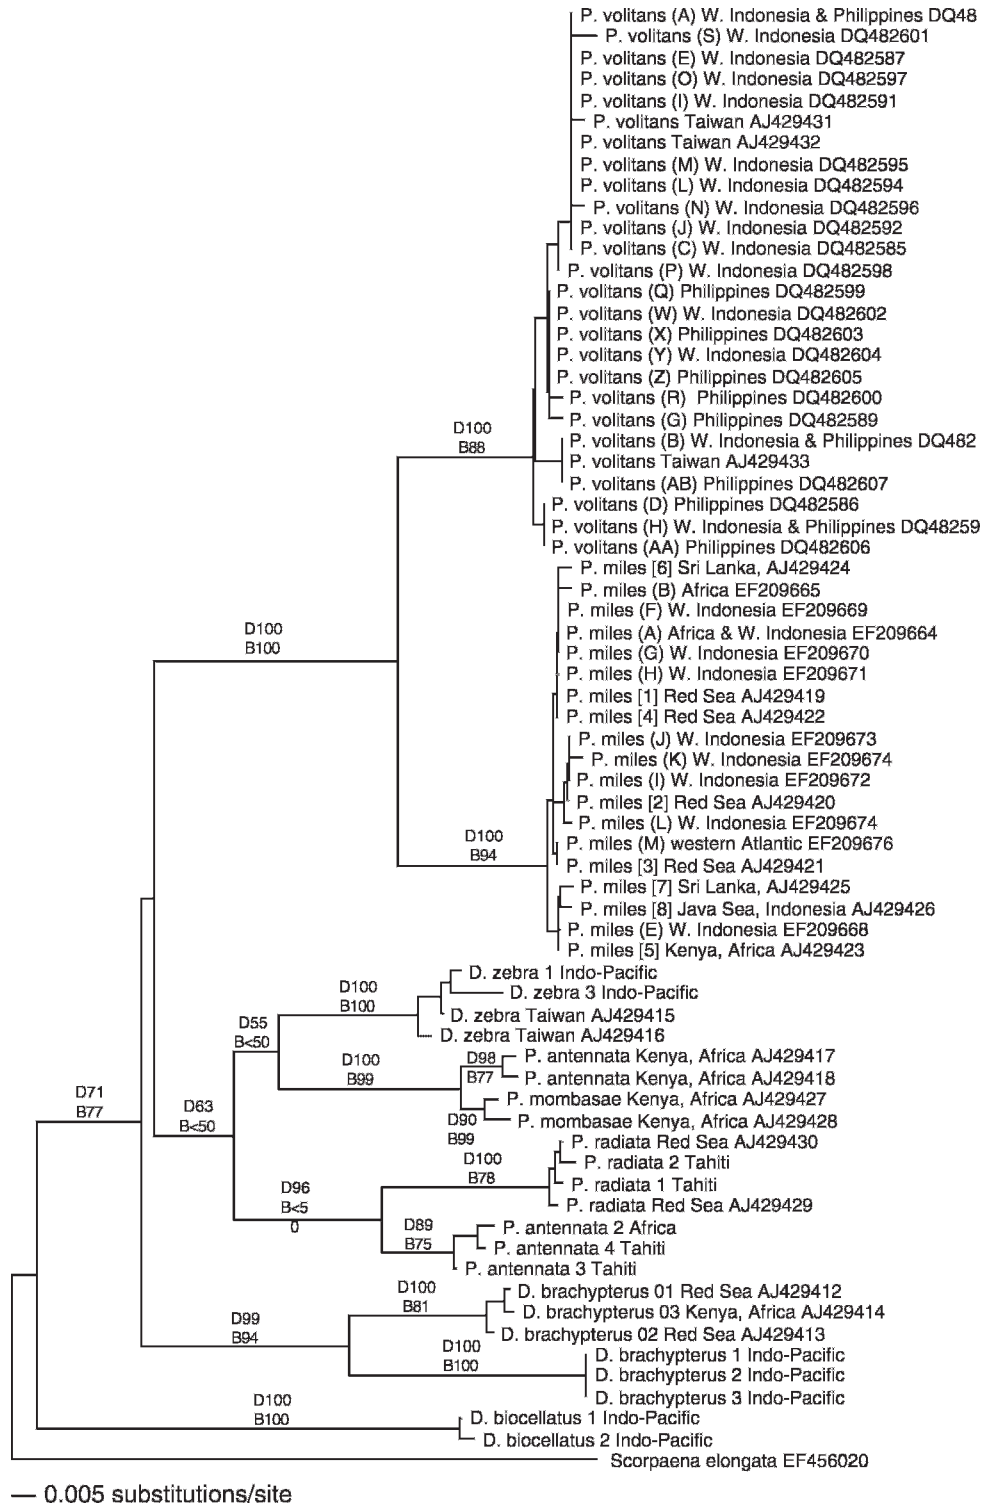 P. volitans (A) W. Indonesia & Philippines DQ48
P. volitans (S) W. Indonesia DQ482601
P. volitans (E) W. Indonesia DQ482587
P. volitans (O) W. Indonesia DQ482597
P. volitans (I) W. Indonesia DQ482591
P. volitans Taiwan AJ429431
P. volitans Taiwan AJ429432
P. volitans (M) W. Indonesia DQ482595
P. volitans (L) W. Indonesia DQ482594
P. volitans (N) W. Indonesia DQ482596
P. volitans (J) W. Indonesia DQ482592
P. volitans (C) W. Indonesia DQ482585
P. volitans (P) W. Indonesia DQ482598
P. volitans (Q) Philippines DQ482599
P. volitans (W) W. Indonesia DQ482602
P. volitans (X) Philippines DQ482603
P. volitans (Y) W. Indonesia DQ482604
P. volitans (Z) Philippines DQ482605
P. volitans (R) Philippines DQ482600
P. volitans (G) Philippines DQ482589
D100
B88
P. volitans (B) W. Indonesia & Philippines DQ482
P. volitans Taiwan AJ429433
P. volitans (AB) Philippines DQ482607
P. volitans (D) Philippines DQ482586
P. volitans (H) W. Indonesia & Philippines DQ48259
P. volitans (AA) Philippines DQ482606
P. miles [6] Sri Lanka, AJ429424
P. miles (B) Africa EF209665
P. miles (F) W. Indonesia EF209669
D100
B100
P. miles (A) Africa & W. Indonesia EF209664
P. miles (G) W. Indonesia EF209670
P. miles (H) W. Indonesia EF209671
P. miles [1] Red Sea AJ429419
P. miles [4] Red Sea AJ429422
P. miles (J) W. Indonesia EF209673
P. miles (K) W. Indonesia EF209674
P. miles (I) W. Indonesia EF209672
P. miles [2] Red Sea AJ429420
P. miles (L) W. Indonesia EF209674
D100
B94
P. miles (M) western Atlantic EF209676
P. miles [3] Red Sea AJ429421
P. miles [7] Sri Lanka, AJ429425
P. miles [8] Java Sea, Indonesia AJ429426
P. miles (E) W. Indonesia EF209668
P. miles [5] Kenya, Africa AJ429423
D. zebra 1 Indo-Pacific
D100
B100
D. zebra 3 Indo-Pacific
D. zebra Taiwan AJ429415
D55
B<50
D. zebra Taiwan AJ429416
D100
B99
D98
B77
P. antennata Kenya, Africa AJ429417
P. antennata Kenya, Africa AJ429418
D71
B77
D63
B<50
P. mombasae Kenya, Africa AJ429427
P. mombasae Kenya, Africa AJ429428
D90
B99
P. radiata Red Sea AJ429430
D100
B78
P. radiata 2 Tahiti
P. radiata 1 Tahiti
P. radiata Red Sea AJ429429
D96
B<5
0
D89
B75
P. antennata 2 Africa
P. antennata 4 Tahiti
P. antennata 3 Tahiti
D100
B81
D. brachypterus 01 Red Sea AJ429412
D. brachypterus 03 Kenya, Africa AJ429414
D99
B94
D. brachypterus 02 Red Sea AJ429413
D100
B100
D. brachypterus 1 Indo-Pacific
D. brachypterus 2 Indo-Pacific
D. brachypterus 3 Indo-Pacific
D100
B100
D. biocellatus 1 Indo-Pacific
D. biocellatus 2 Indo-Pacific
Scorpaena elongata EF456020
0.005 substitutions/site